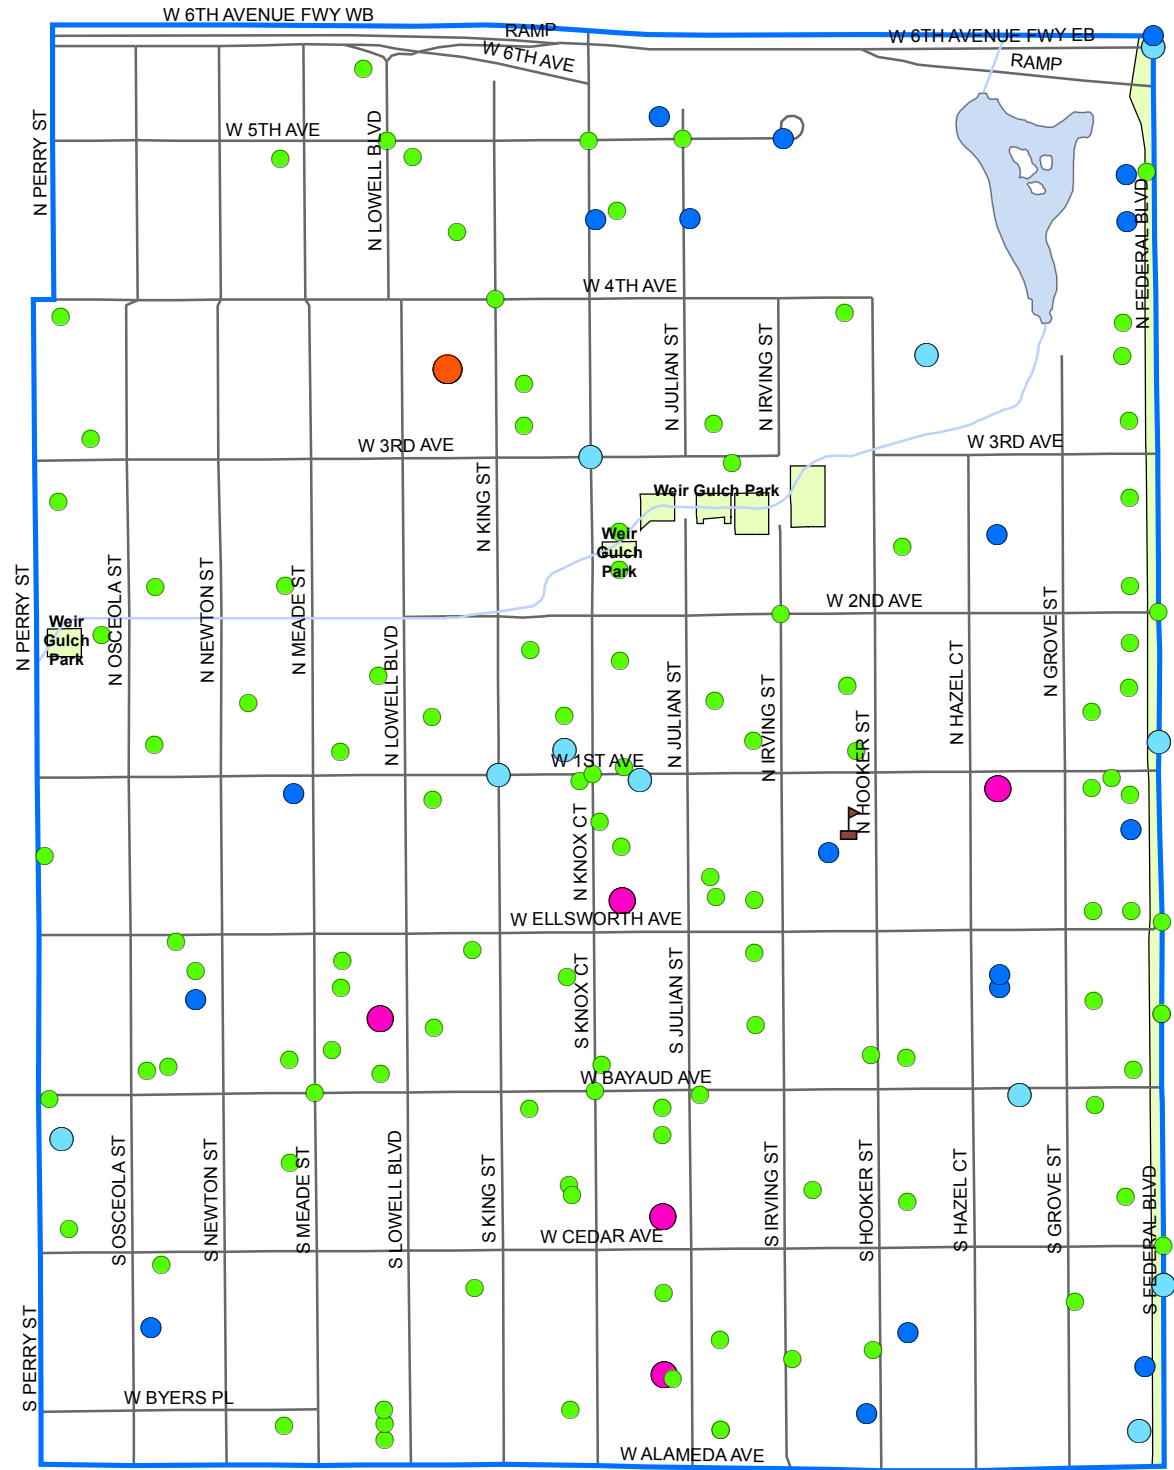 W 6TH AVENUE FWY WB
RAMP
W 6TH AVENUE FWY EB
W 6TH AVE
RAMP
W 5TH AVE
N PERRY ST
N LOWELL BLVD
N FEDERAL BLVD
W 4TH AVE
N JULIAN ST
N IRVING ST
W 3RD AVE
W 3RD AVE
N KING ST
Weir Gulch Park
Weir
Gulch
Park
N PERRY ST
Weir
Gulch
Park
N OSCEOLA ST
N NEWTON ST
N MEADE ST
N LOWELL BLVD
W 2ND AVE
N JULIAN ST
N IRVING ST
N HOOKER ST
N HAZEL CT
N GROVE ST
W 1ST AVE
N KNOX CT
W ELLSWORTH AVE
S KNOX CT
S JULIAN ST
W BAYAUD AVE
S OSCEOLA ST
S NEWTON ST
S MEADE ST
S LOWELL BLVD
S KING ST
S IRVING ST
S HOOKER ST
S HAZEL CT
S GROVE ST
S FEDERAL BLVD
W CEDAR AVE
S PERRY ST
W BYERS PL
W ALAMEDA AVE